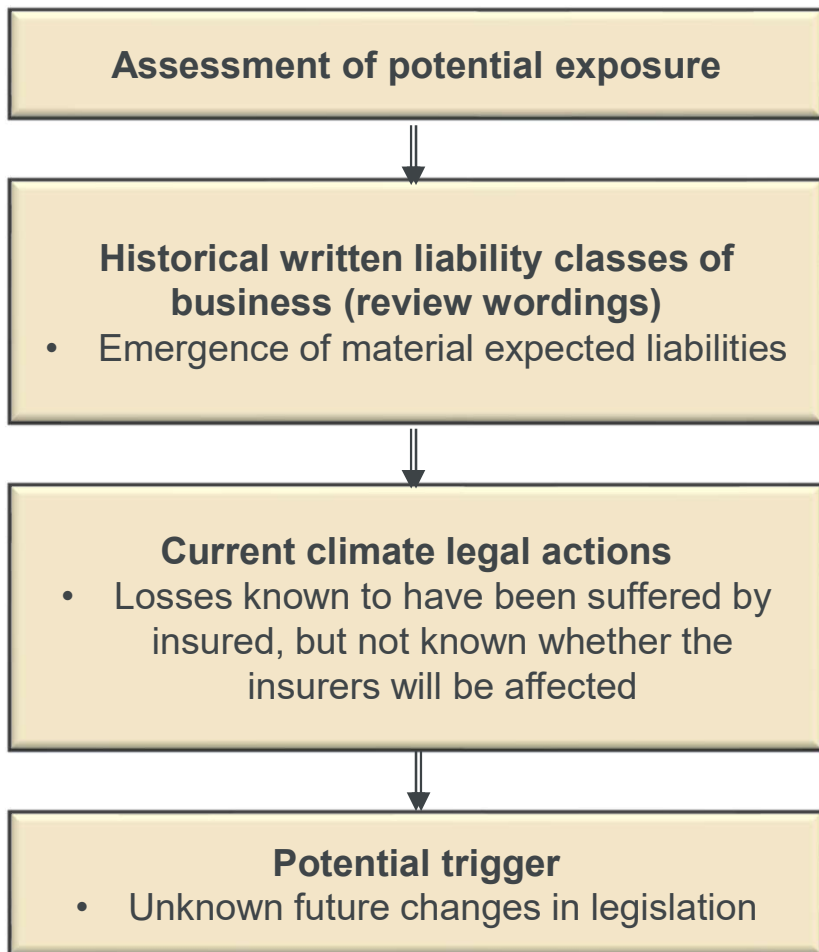 Assessment of potential exposure
Historical written liability classes of
business (review wordings)
• Emergence of material expected liabilities
Current climate legal actions
• Losses known to have been suffered by
insured, but not known whether the
insurers will be affected
Potential trigger
• Unknown future changes in legislation